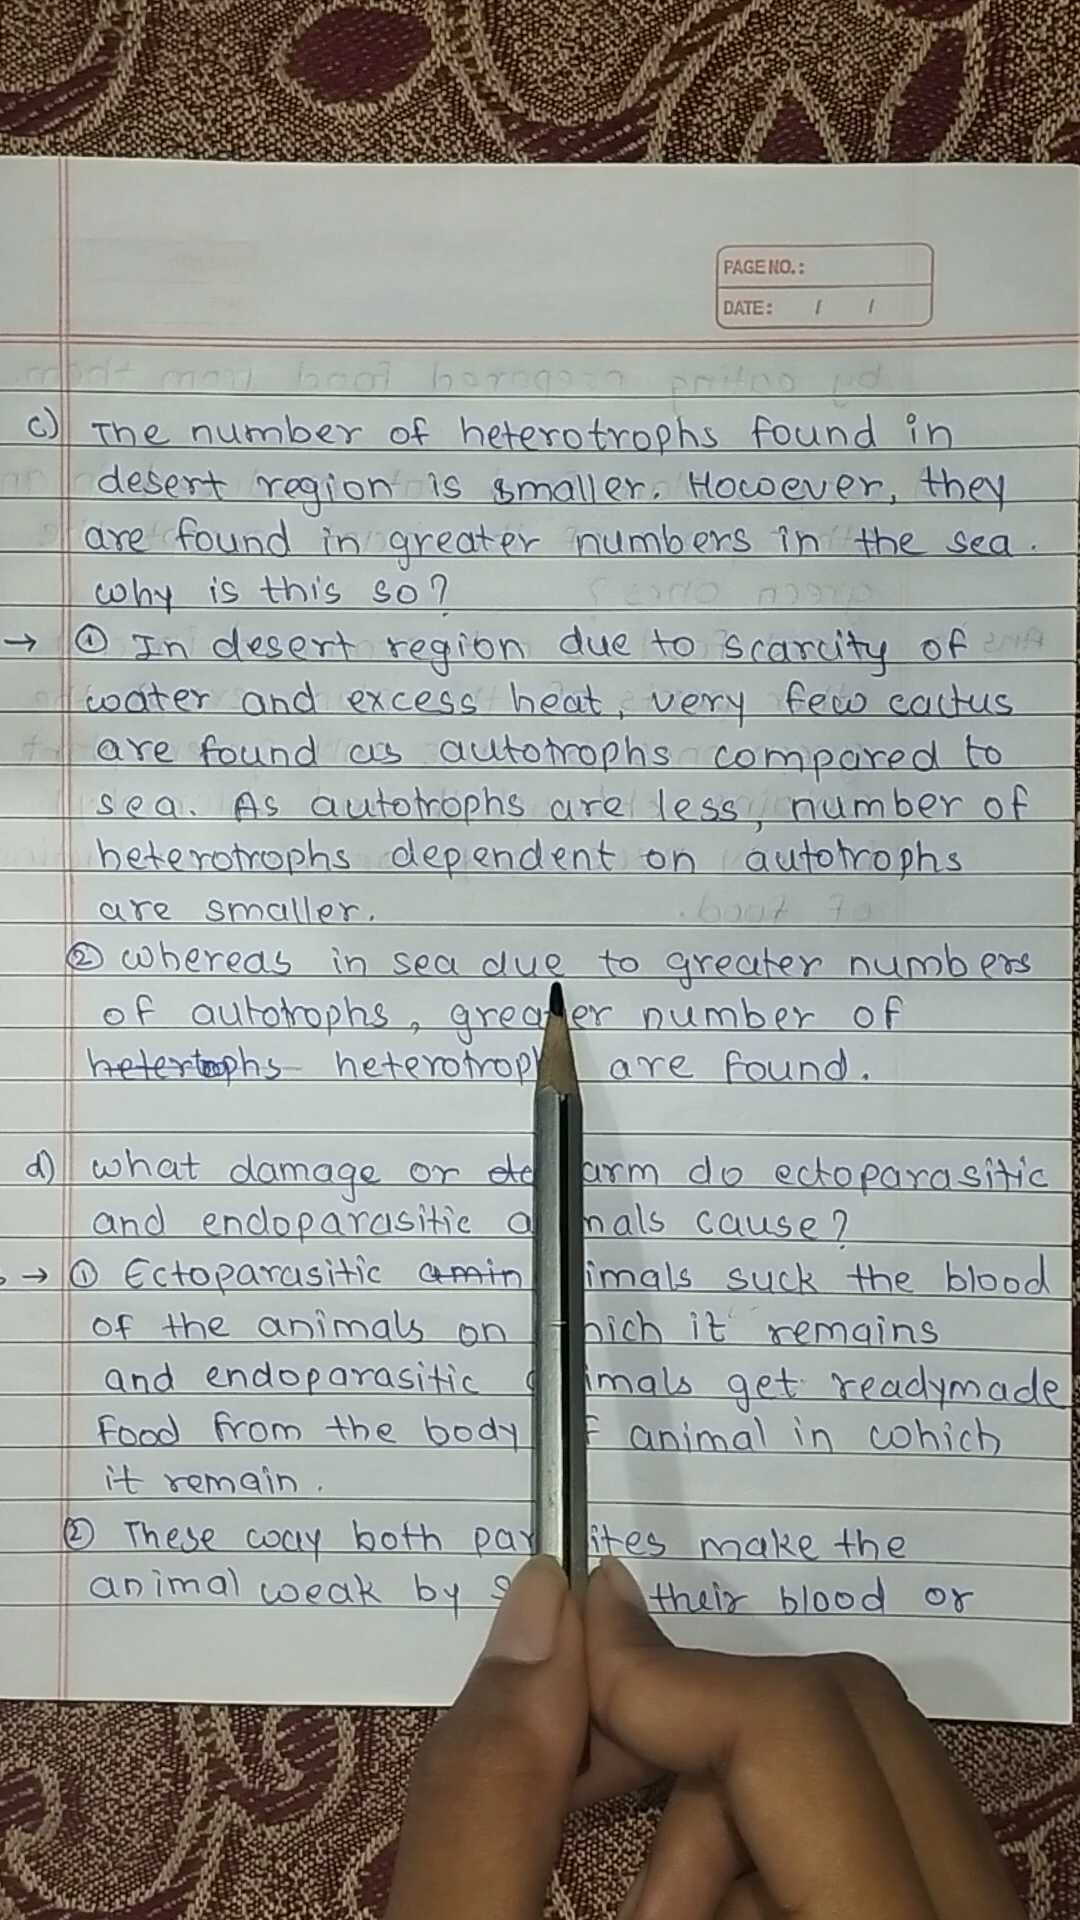 PAGE NO.:
DATE: / /
c) The number of heterotrophs found in
desert region is smaller. However, they
are found in greater numbers in the sea.
why is this so?
→ ① In desert region due to scarcity of
water and excess heat, very few cactus
are found as autotrophs compared to
sea. As autotrophs are less, number of
heterotrophs dependent on autotrophs
are smaller.
② whereas in sea due to greater numbers
of autotrophs, greater number of
heterotrop are found.
d) what damage or arm do ectoparasitic
and endoparasitic a nals cause?
→ ① Ectoparasitic imals suck the blood
of the animals on hich it remains
and endoparasitic imals get readymade
food from the body f animal in which
it remain.
② These way both par ites make the
animal weak by s their blood or